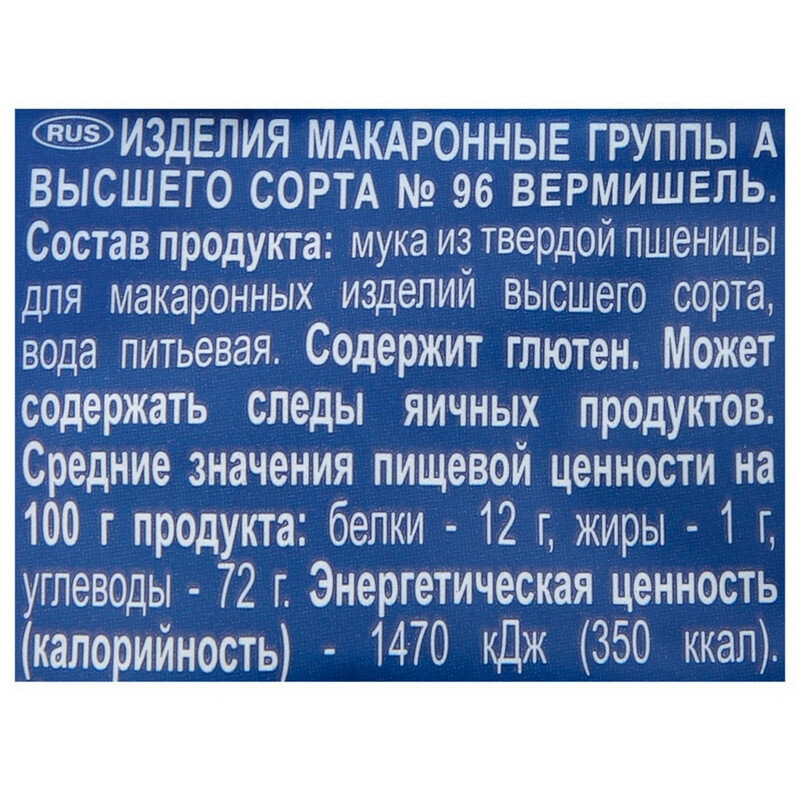 RUS ИЗДЕЛИЯ МАКАРОННЫЕ ГРУППЫ А
ВЫСШЕГО СОРТА № 96 ВЕРМИШЕЛЬ.
Состав продукта: мука из твердой пшеницы
для макаронных изделий высшего сорта,
вода питьевая. Содержит глютен. Может
содержать следы яичных продуктов.
Средние значения пищевой ценности на
100 г продукта: белки - 12 г, жиры - 1 г,
углеводы - 72 г. Энергетическая ценность
(калорийность) - 1470 кДж (350 ккал).